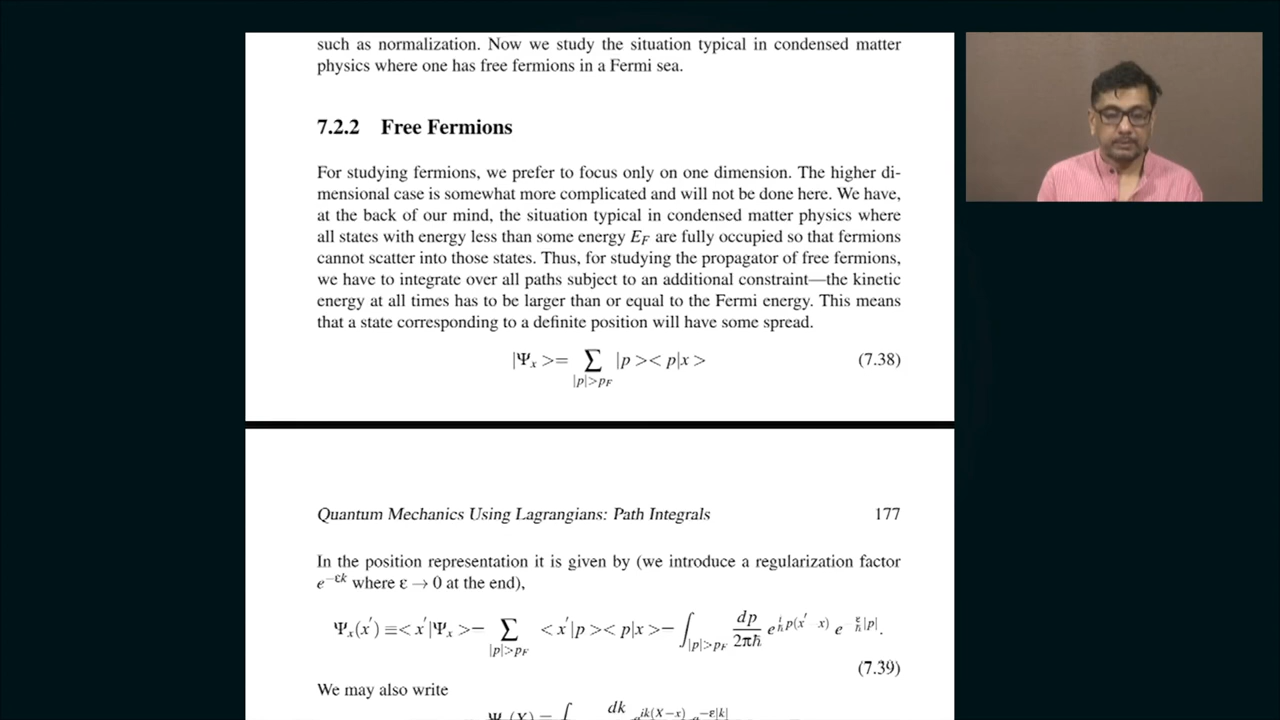 such as normalization. Now we study the situation typical in condensed matter
physics where one has free fermions in a Fermi sea.
7.2.2 Free Fermions
For studying fermions, we prefer to focus only on one dimension. The higher di-
mensional case is somewhat more complicated and will not be done here. We have,
at the back of our mind, the situation typical in condensed matter physics where
all states with energy less than some energy E_F are fully occupied so that fermions
cannot scatter into those states. Thus, for studying the propagator of free fermions,
we have to integrate over all paths subject to an additional constraint—the kinetic
energy at all times has to be larger than or equal to the Fermi energy. This means
that a state corresponding to a definite position will have some spread.
|Ψ_x >= ∑_{|p|>p_F} |p >< p|x > (7.38)
Quantum Mechanics Using Lagrangians: Path Integrals 177
In the position representation it is given by (we introduce a regularization factor
e^{−εk} where ε → 0 at the end),
Ψ_x(x′) ≡< x′|Ψ_x >= ∑_{|p|>p_F} < x′|p >< p|x >= ∫_{|p|>p_F} dp/2πħ e^{i/ħ p(x′ x)} e^{ε/ħ |p|}.
(7.39)
We may also write
Ψ_x(X) = ∫ dk e^{ik(X−x)} e^{−ε|k|}